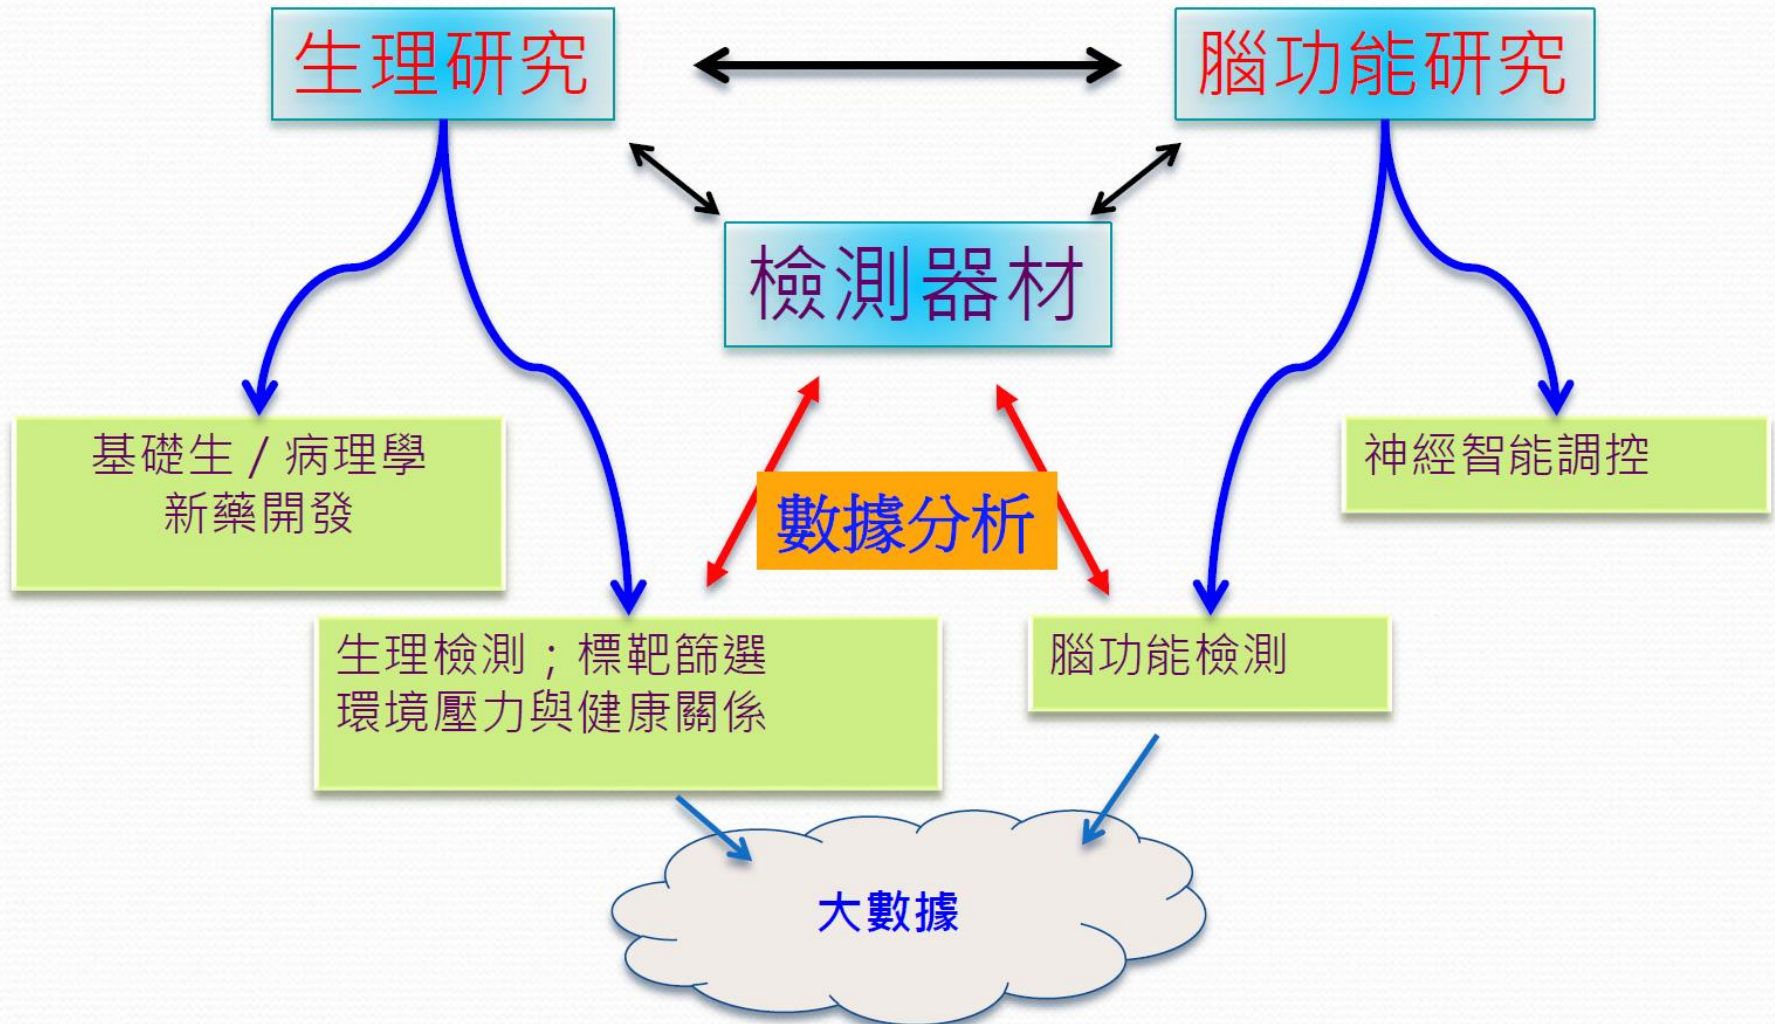 生理研究
腦功能研究
檢測器材
基礎生 / 病理學
新藥開發
神經智能調控
數據分析
生理檢測；標靶篩選
環境壓力與健康關係
腦功能檢測
大數據